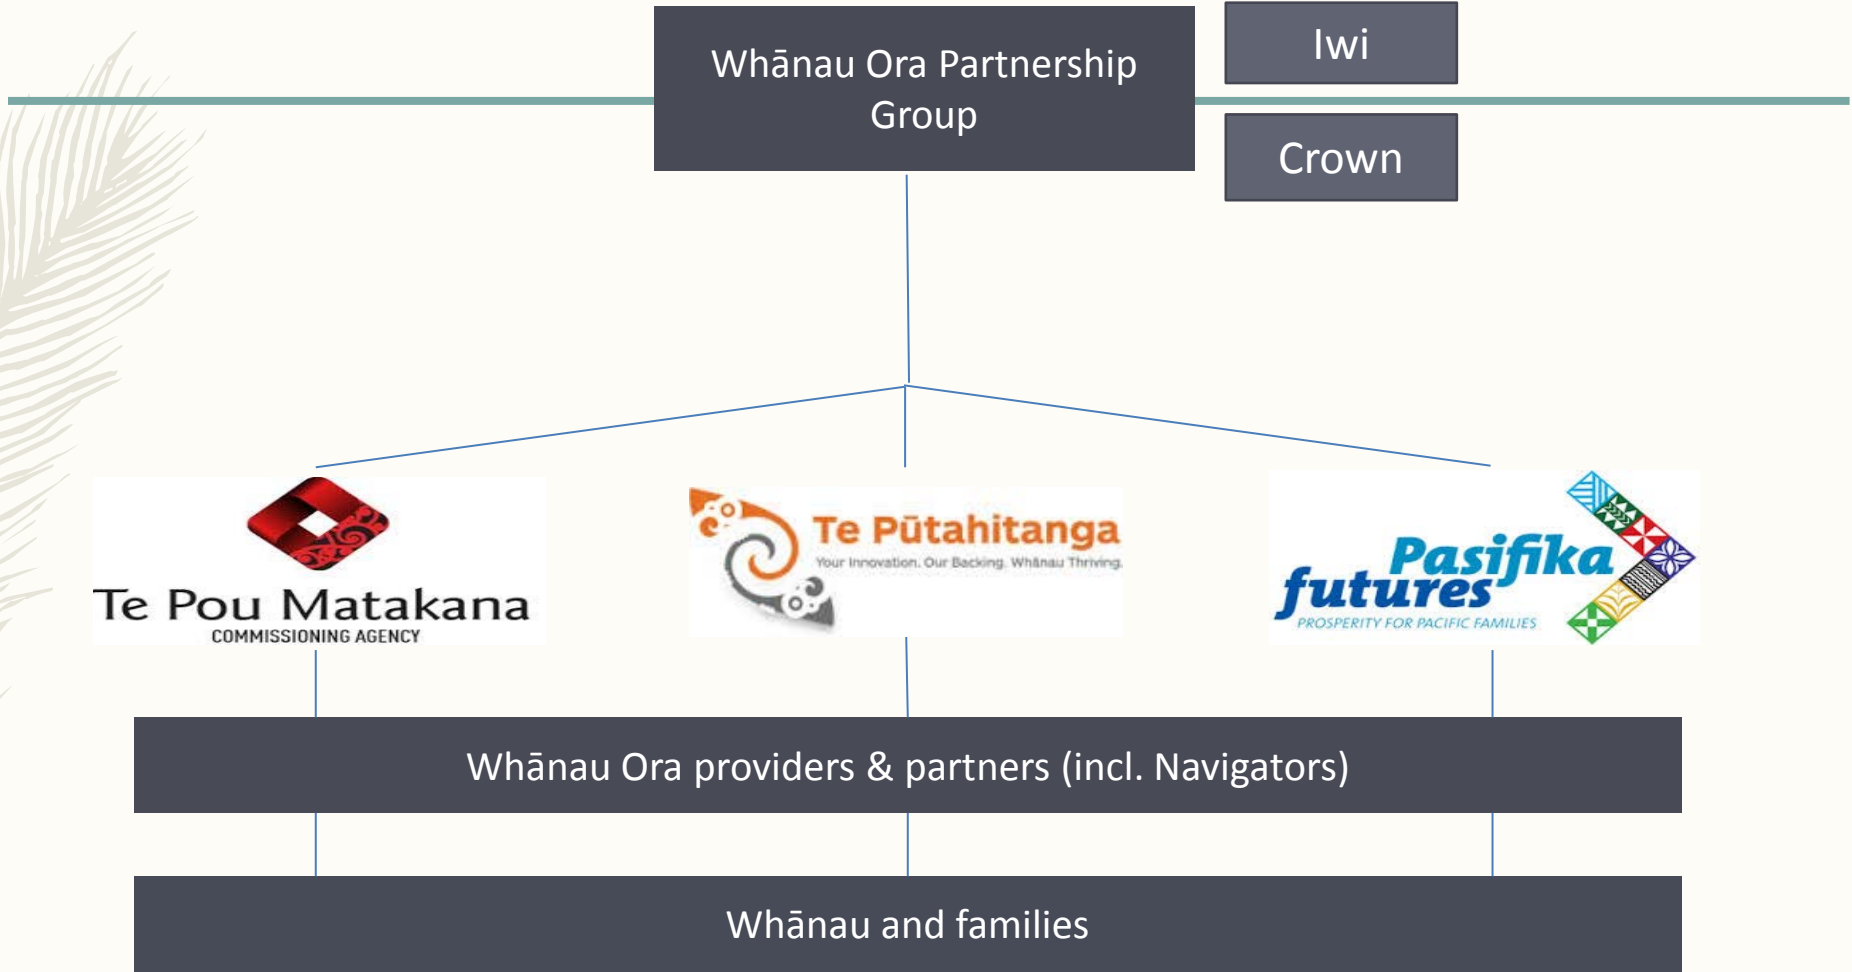 Whānau Ora Partnership
Group
Iwi
Crown
Te Pou Matakana
COMMISSIONING AGENCY
Te Pūtahitanga
Your Innovation. Our Backing. Whānau Thriving.
Pasifika
futures
PROSPERITY FOR PACIFIC FAMILIES
Whānau Ora providers & partners (incl. Navigators)
Whānau and families